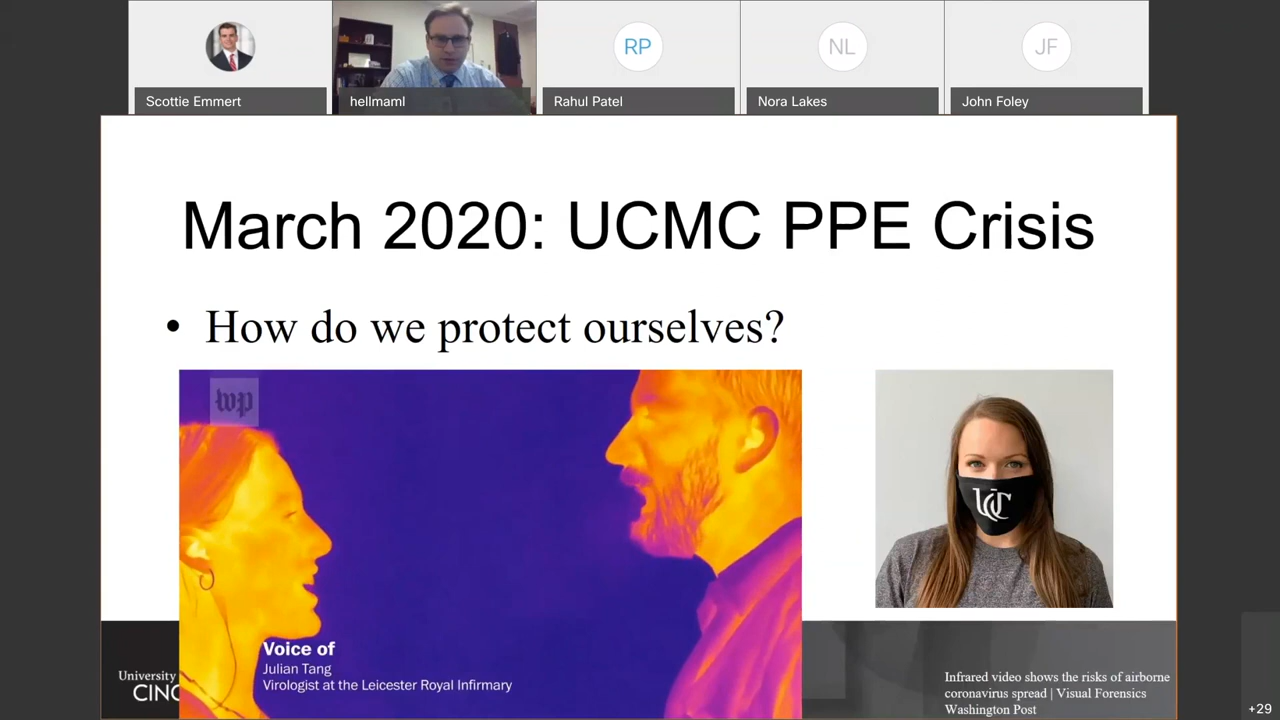 RP
NL
JF
Scottie Emmert
hellmaml
Rahul Patel
Nora Lakes
John Foley
March 2020: UCMC PPE Crisis
• How do we protect ourselves?
wp
UC
Voice of
Julian Tang
Virologist at the Leicester Royal Infirmary
University
CINC
Infrared video shows the risks of airborne
coronavirus spread | Visual Forensics
Washington Post
+29